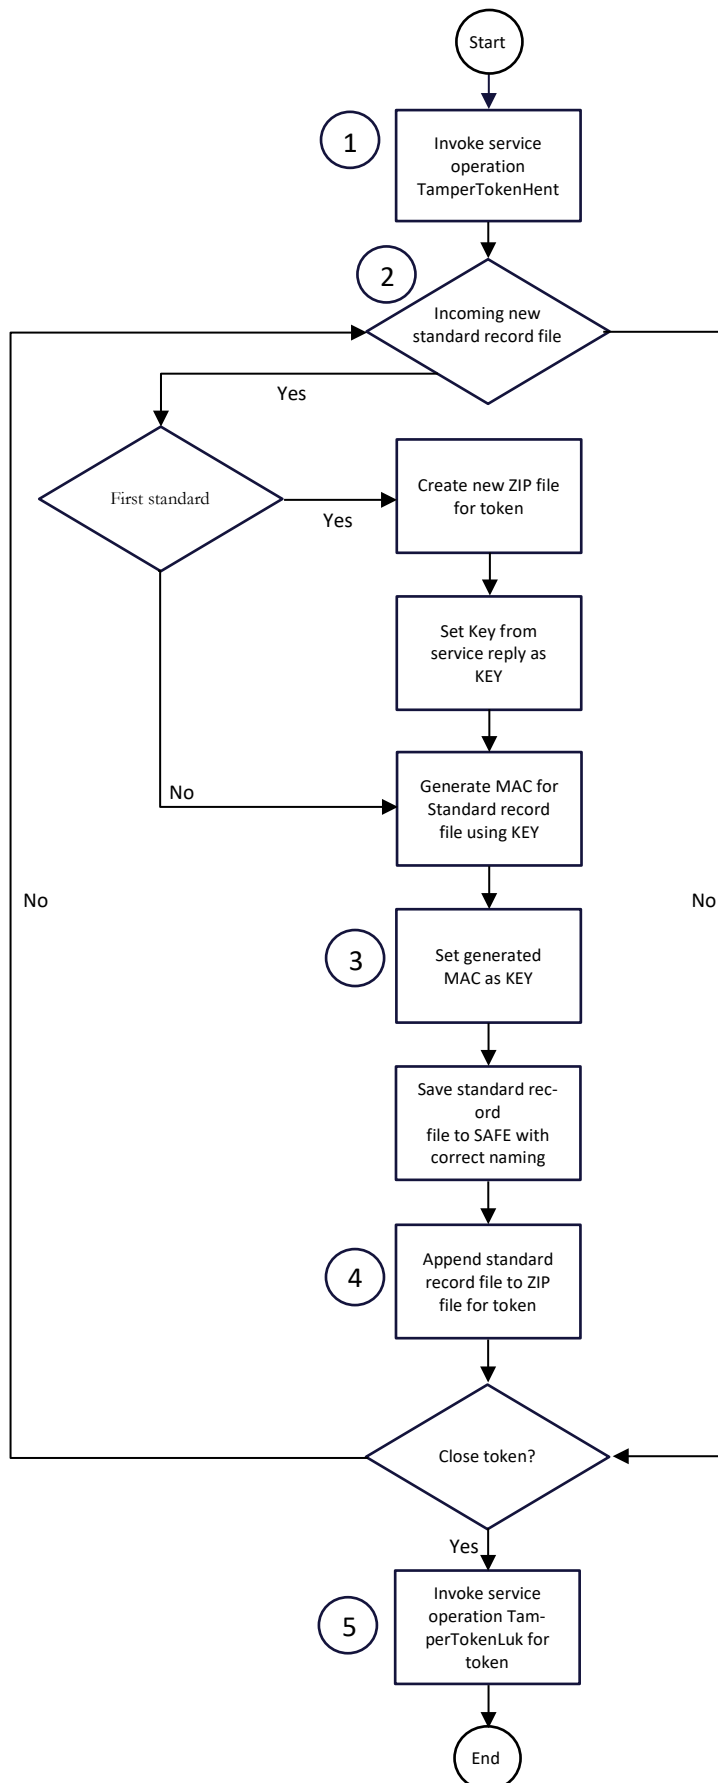 Start
1
Invoke service
operation
TamperTokenHent
2
Incoming new
standard record file
Yes
First standard
Yes
Create new ZIP file
for token
Set Key from
service reply as
KEY
No
Generate MAC for
Standard record
file using KEY
No
No
3
Set generated
MAC as KEY
Save standard rec-
ord
file to SAFE with
correct naming
4
Append standard
record file to ZIP
file for token
Close token?
Yes
5
Invoke service
operation Tam-
perTokenLuk for
token
End